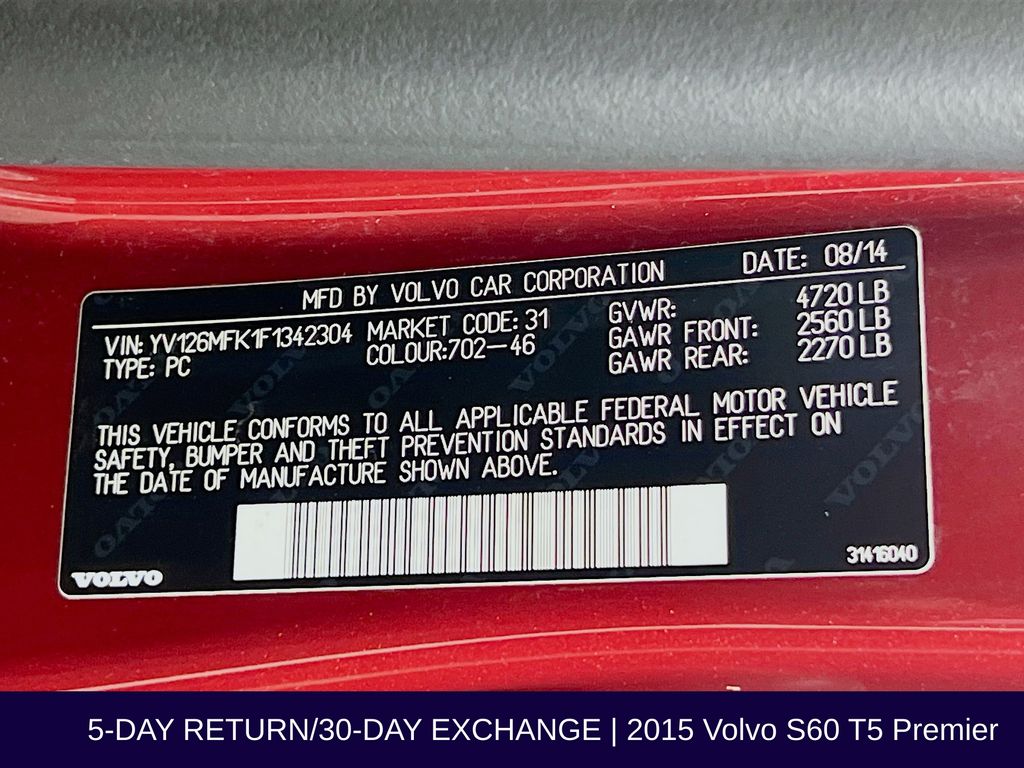 MFD BY VOLVO CAR CORPORATION DATE: 08/14
VIN: YV126MFK1F1342304 MARKET CODE: 31 GVWR: 4720 LB
TYPE: PC COLOUR:702-46 GAWR FRONT: 2560 LB
GAWR REAR: 2270 LB
THIS VEHICLE CONFORMS TO ALL APPLICABLE FEDERAL MOTOR VEHICLE
SAFETY, BUMPER AND THEFT PREVENTION STANDARDS IN EFFECT ON
THE DATE OF MANUFACTURE SHOWN ABOVE.
VOLVO
31416040
5-DAY RETURN/30-DAY EXCHANGE | 2015 Volvo S60 T5 Premier